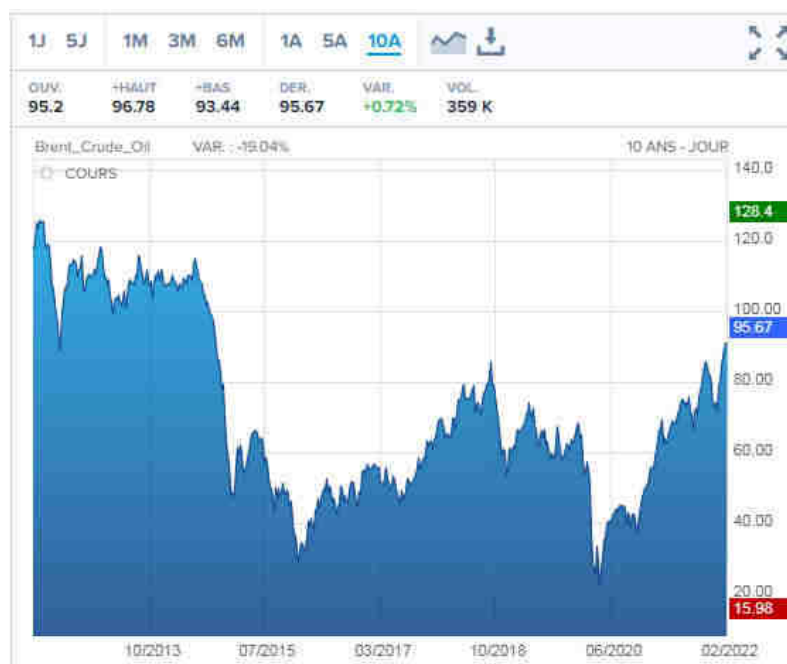 1J 5J 1M 3M 6M 1A 5A 10A
OUV. +HAUT +BAS DER. VAR. VOL.
95.2 96.78 93.44 95.67 +0.72% 359 K
Brent_Crude_Oil VAR. : -19.04% 10 ANS - JOUR
COURS
140.0
128.4
120.0
100.00
95.67
80.00
60.00
40.00
20.00
15.98
10/2013 07/2015 03/2017 10/2018 06/2020 02/2022